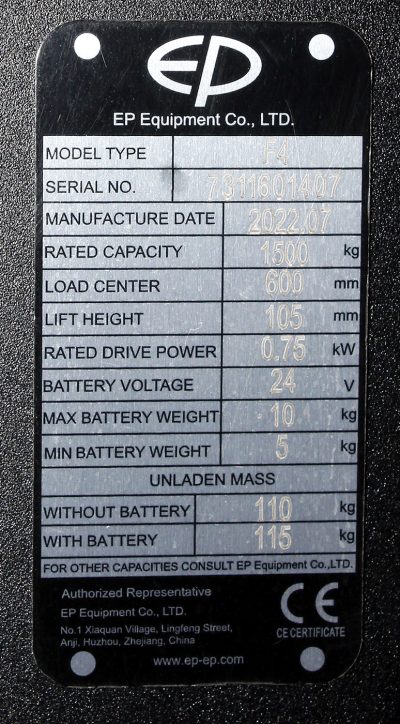 EP
EP Equipment Co., LTD.
MODEL TYPE F4
SERIAL NO. 7311601407
MANUFACTURE DATE 2022.07
RATED CAPACITY 1500 kg
LOAD CENTER 600 mm
LIFT HEIGHT 105 mm
RATED DRIVE POWER 0.75 kW
BATTERY VOLTAGE 24 V
MAX BATTERY WEIGHT 10 kg
MIN BATTERY WEIGHT 5 kg
UNLADEN MASS
WITHOUT BATTERY 110 kg
WITH BATTERY 115 kg
FOR OTHER CAPACITIES CONSULT EP Equipment Co.,LTD.
Authorized Representative
EP Equipment Co., LTD.
No.1 Xiaquan Village, Lingfeng Street,
Anji, Huzhou, Zhejiang, China
CE
CE CERTIFICATE
www.ep-ep.com